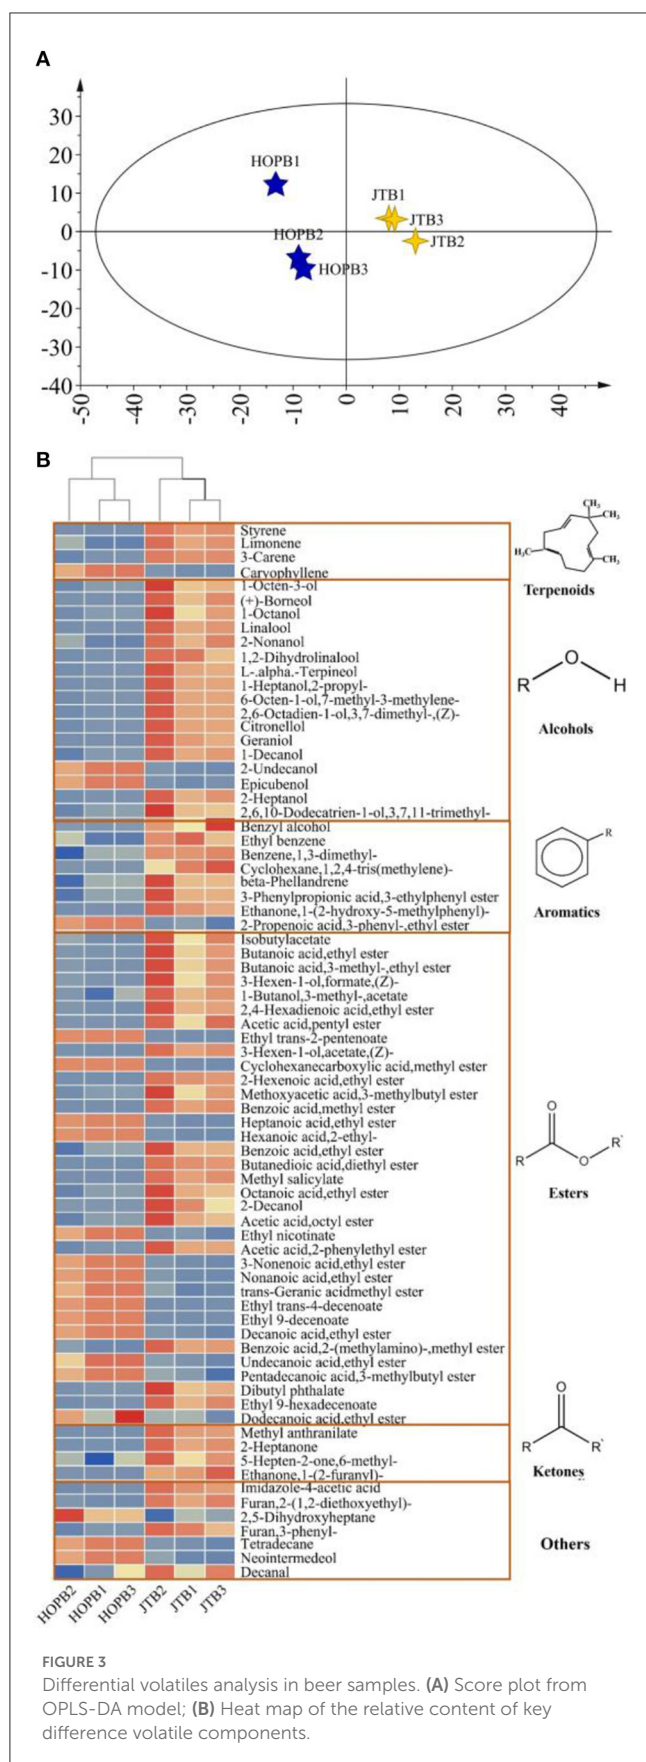 A
30
20
10
0
-10
-20
-30
-40
HOPB1
HOPB2
HOPB3
JTB1
JTB3
JTB2
-50 -40 -30 -20 -10 0 10 20 30 40
B
Styrene
Limonene
3-Carene
Caryophyllene
1-Octen-3-ol
(+)-Borneol
1-Octanol
Linalool
2-Nonanol
1,2-Dihydrolinalool
L-.alpha.-Terpineol
1-Heptanol,2-propyl-
6-Octen-1-ol,7-methyl-3-methylene-
2,6-Octadien-1-ol,3,7-dimethyl-,(Z)-
Citronellol
Geraniol
1-Decanol
2-Undecanol
Epicubenol
2-Heptanol
2,6,10-Dodecatrien-1-ol,3,7,11-trimethyl-
Benzyl alcohol
Ethyl benzene
Benzene,1,3-dimethyl-
Cyclohexane,1,2,4-tris(methylene)-
beta-Phellandrene
3-Phenylpropionic acid,3-ethylphenyl ester
Ethanone,1-(2-hydroxy-5-methylphenyl)-
2-Propenoic acid,3-phenyl-,ethyl ester
Isobutylacetate
Butanoic acid,ethyl ester
Butanoic acid,3-methyl-,ethyl ester
3-Hexen-1-ol,formate,(Z)-
1-Butanol,3-methyl-,acetate
2,4-Hexadienoic acid,ethyl ester
Acetic acid,pentyl ester
Ethyl trans-2-pentenoate
3-Hexen-1-ol,acetate,(Z)-
Cyclohexanecarboxylic acid,methyl ester
2-Hexenoic acid,ethyl ester
Methoxyacetic acid,3-methylbutyl ester
Benzoic acid,methyl ester
Heptanoic acid,ethyl ester
Hexanoic acid,2-ethyl-
Benzoic acid,ethyl ester
Butanedioic acid,diethyl ester
Methyl salicylate
Octanoic acid,ethyl ester
2-Decanol
Acetic acid,octyl ester
Ethyl nicotinate
Acetic acid,2-phenylethyl ester
3-Nonenoic acid,ethyl ester
Nonanoic acid,ethyl ester
trans-Geranic acidmethyl ester
Ethyl trans-4-decenoate
Ethyl 9-decenoate
Decanoic acid,ethyl ester
Benzoic acid,2-(methylamino)-,methyl ester
Undecanoic acid,ethyl ester
Pentadecanoic acid,3-methylbutyl ester
Dibutyl phthalate
Ethyl 9-hexadecenoate
Dodecanoic acid,ethyl ester
Methyl anthranilate
2-Heptanone
5-Hepten-2-one,6-methyl-
Ethanone,1-(2-furanyl)-
Imidazole-4-acetic acid
Furan,2-(1,2-diethoxyethyl)-
2,5-Dihydroxyheptane
Furan,3-phenyl-
Tetradecane
Neointermedeol
Decanal
HOPB2 HOPB1 HOPB3 JTB2 JTB1 JTB3
CH₃
CH₃
H₃C
CH₃
Terpenoids
O
R H
Alcohols
R
Aromatics
O
R O R`
Esters
O
R R`
Ketones
Others
FIGURE 3
Differential volatiles analysis in beer samples. (A) Score plot from
OPLS-DA model; (B) Heat map of the relative content of key
difference volatile components.